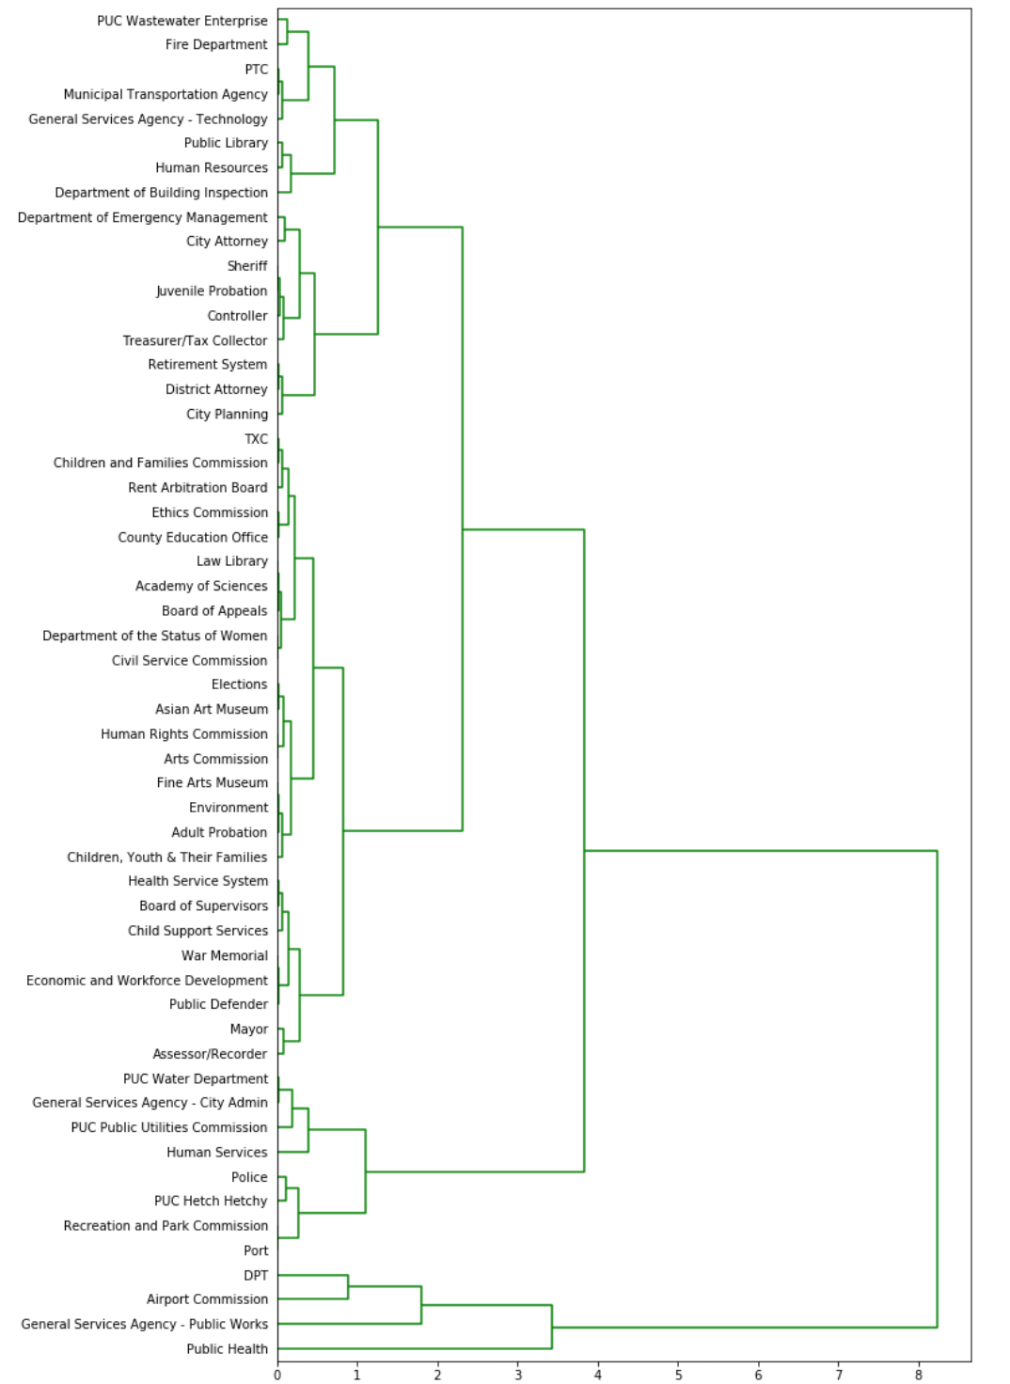 PUC Wastewater Enterprise
Fire Department
PTC
Municipal Transportation Agency
General Services Agency - Technology
Public Library
Human Resources
Department of Building Inspection
Department of Emergency Management
City Attorney
Sheriff
Juvenile Probation
Controller
Treasurer/Tax Collector
Retirement System
District Attorney
City Planning
TXC
Children and Families Commission
Rent Arbitration Board
Ethics Commission
County Education Office
Law Library
Academy of Sciences
Board of Appeals
Department of the Status of Women
Civil Service Commission
Elections
Asian Art Museum
Human Rights Commission
Arts Commission
Fine Arts Museum
Environment
Adult Probation
Children, Youth & Their Families
Health Service System
Board of Supervisors
Child Support Services
War Memorial
Economic and Workforce Development
Public Defender
Mayor
Assessor/Recorder
PUC Water Department
General Services Agency - City Admin
PUC Public Utilities Commission
Human Services
Police
PUC Hetch Hetchy
Recreation and Park Commission
Port
DPT
Airport Commission
General Services Agency - Public Works
Public Health
0 1 2 3 4 5 6 7 8